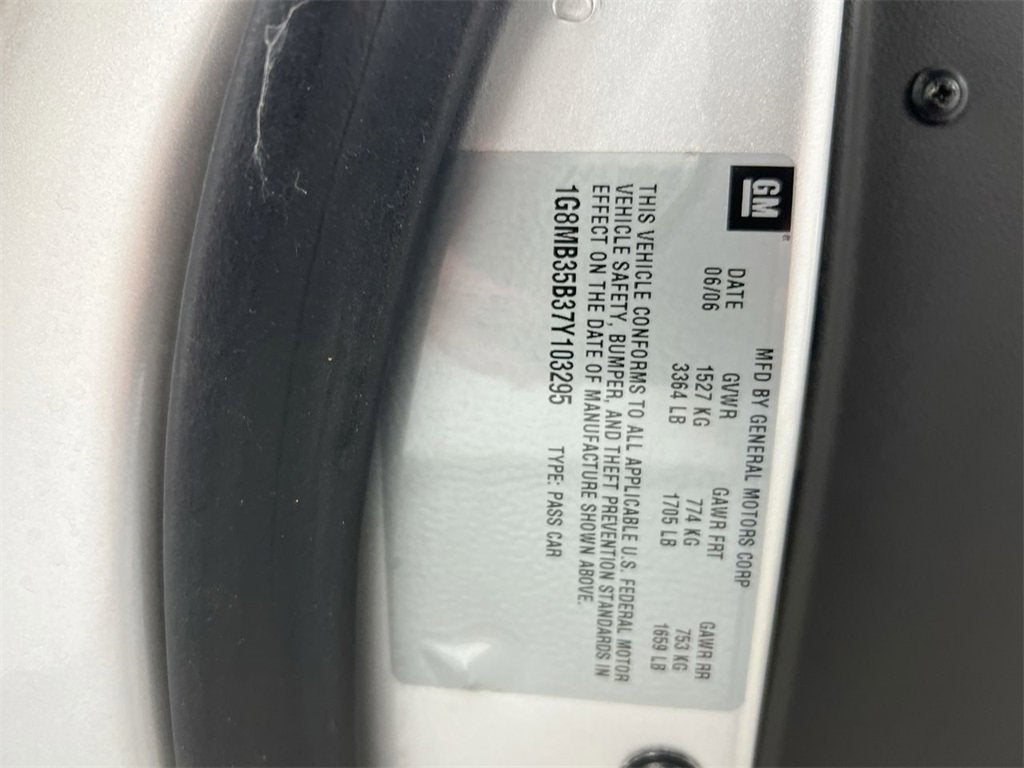 GM
MFD BY GENERAL MOTORS CORP
DATE GVWR GAWR FRT GAWR RR
06/06 1527 KG 774 KG 753 KG
3364 LB 1705 LB 1659 LB
THIS VEHICLE CONFORMS TO ALL APPLICABLE U.S. FEDERAL MOTOR
VEHICLE SAFETY, BUMPER, AND THEFT PREVENTION STANDARDS IN
EFFECT ON THE DATE OF MANUFACTURE SHOWN ABOVE.
1G8MB35B37Y103295 TYPE: PASS CAR